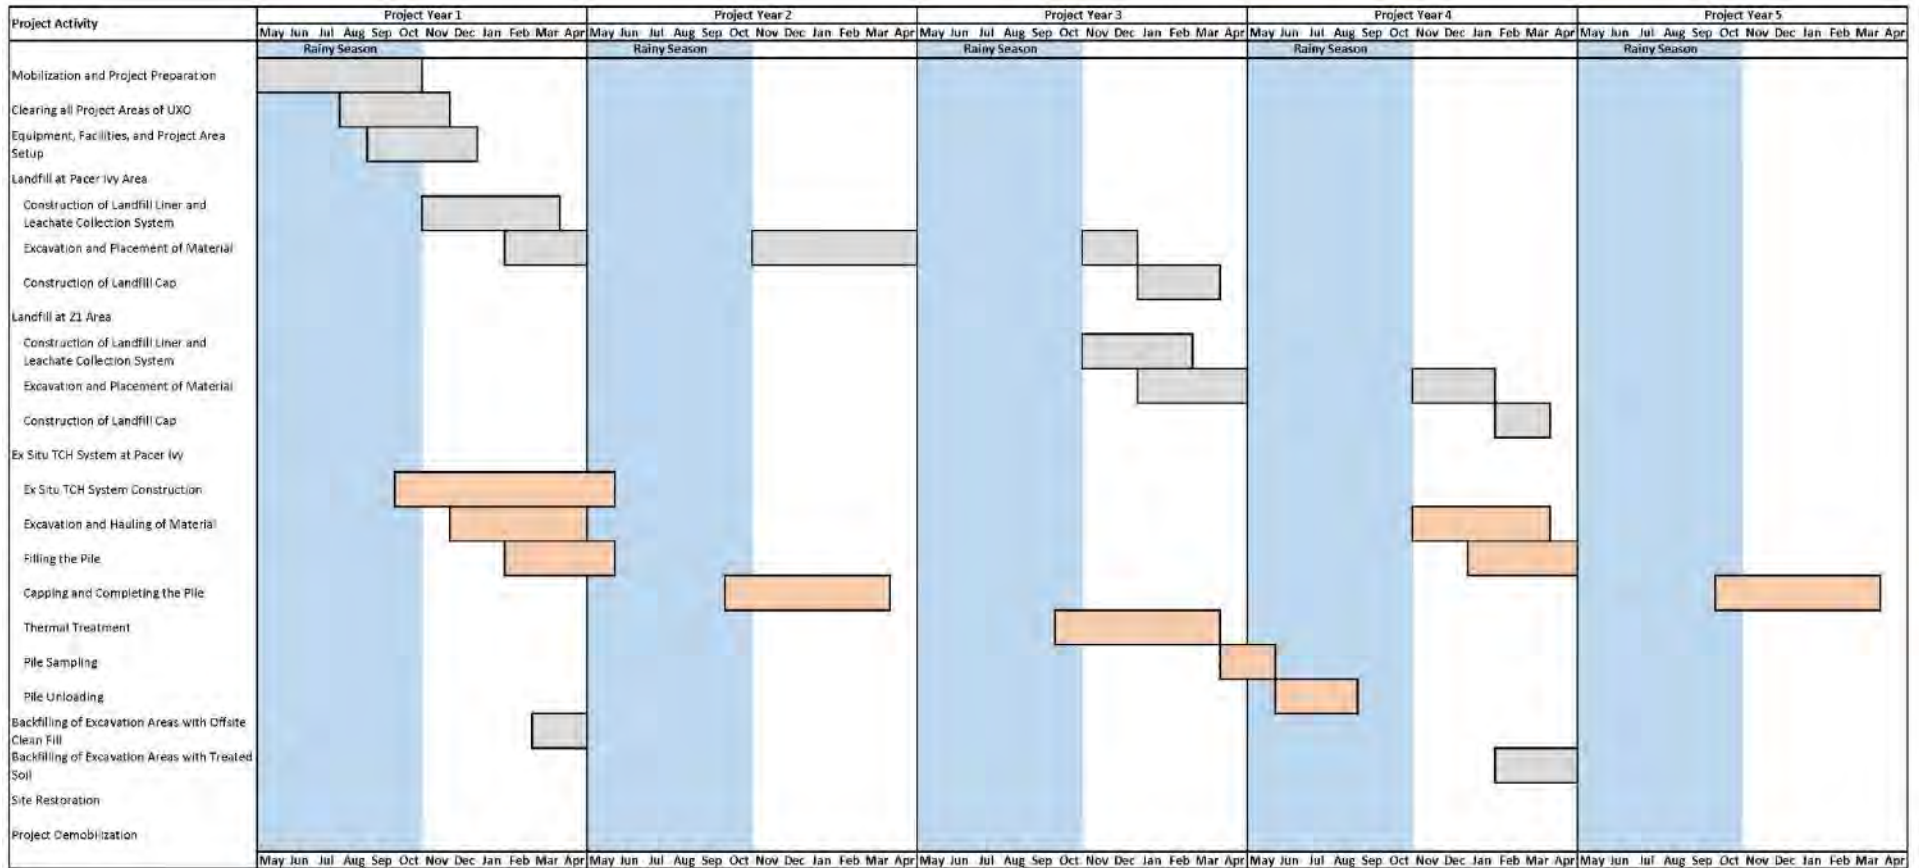 Project Activity
Project Year 1 Project Year 2 Project Year 3 Project Year 4 Project Year 5
May Jun Jul Aug Sep Oct Nov Dec Jan Feb Mar Apr May Jun Jul Aug Sep Oct Nov Dec Jan Feb Mar Apr May Jun Jul Aug Sep Oct Nov Dec Jan Feb Mar Apr May Jun Jul Aug Sep Oct Nov Dec Jan Feb Mar Apr May Jun Jul Aug Sep Oct Nov Dec Jan Feb Mar Apr
Rainy Season Rainy Season Rainy Season Rainy Season Rainy Season
Mobilization and Project Preparation
Clearing all Project Areas of UXO
Equipment, Facilities, and Project Area
Setup
Landfill at Pacer Ivy Area
Construction of Landfill Liner and
Leachate Collection System
Excavation and Placement of Material
Construction of Landfill Cap
Landfill at Z1 Area
Construction of Landfill Liner and
Leachate Collection System
Excavation and Placement of Material
Construction of Landfill Cap
Ex Situ TCH System at Pacer Ivy
Ex Situ TCH System Construction
Excavation and Hauling of Material
Filling the Pile
Capping and Completing the Pile
Thermal Treatment
Pile Sampling
Pile Unloading
Backfilling of Excavation Areas with Offsite
Clean Fill
Backfilling of Excavation Areas with Treated
Soil
Site Restoration
Project Demobilization
May Jun Jul Aug Sep Oct Nov Dec Jan Feb Mar Apr May Jun Jul Aug Sep Oct Nov Dec Jan Feb Mar Apr May Jun Jul Aug Sep Oct Nov Dec Jan Feb Mar Apr May Jun Jul Aug Sep Oct Nov Dec Jan Feb Mar Apr May Jun Jul Aug Sep Oct Nov Dec Jan Feb Mar Apr